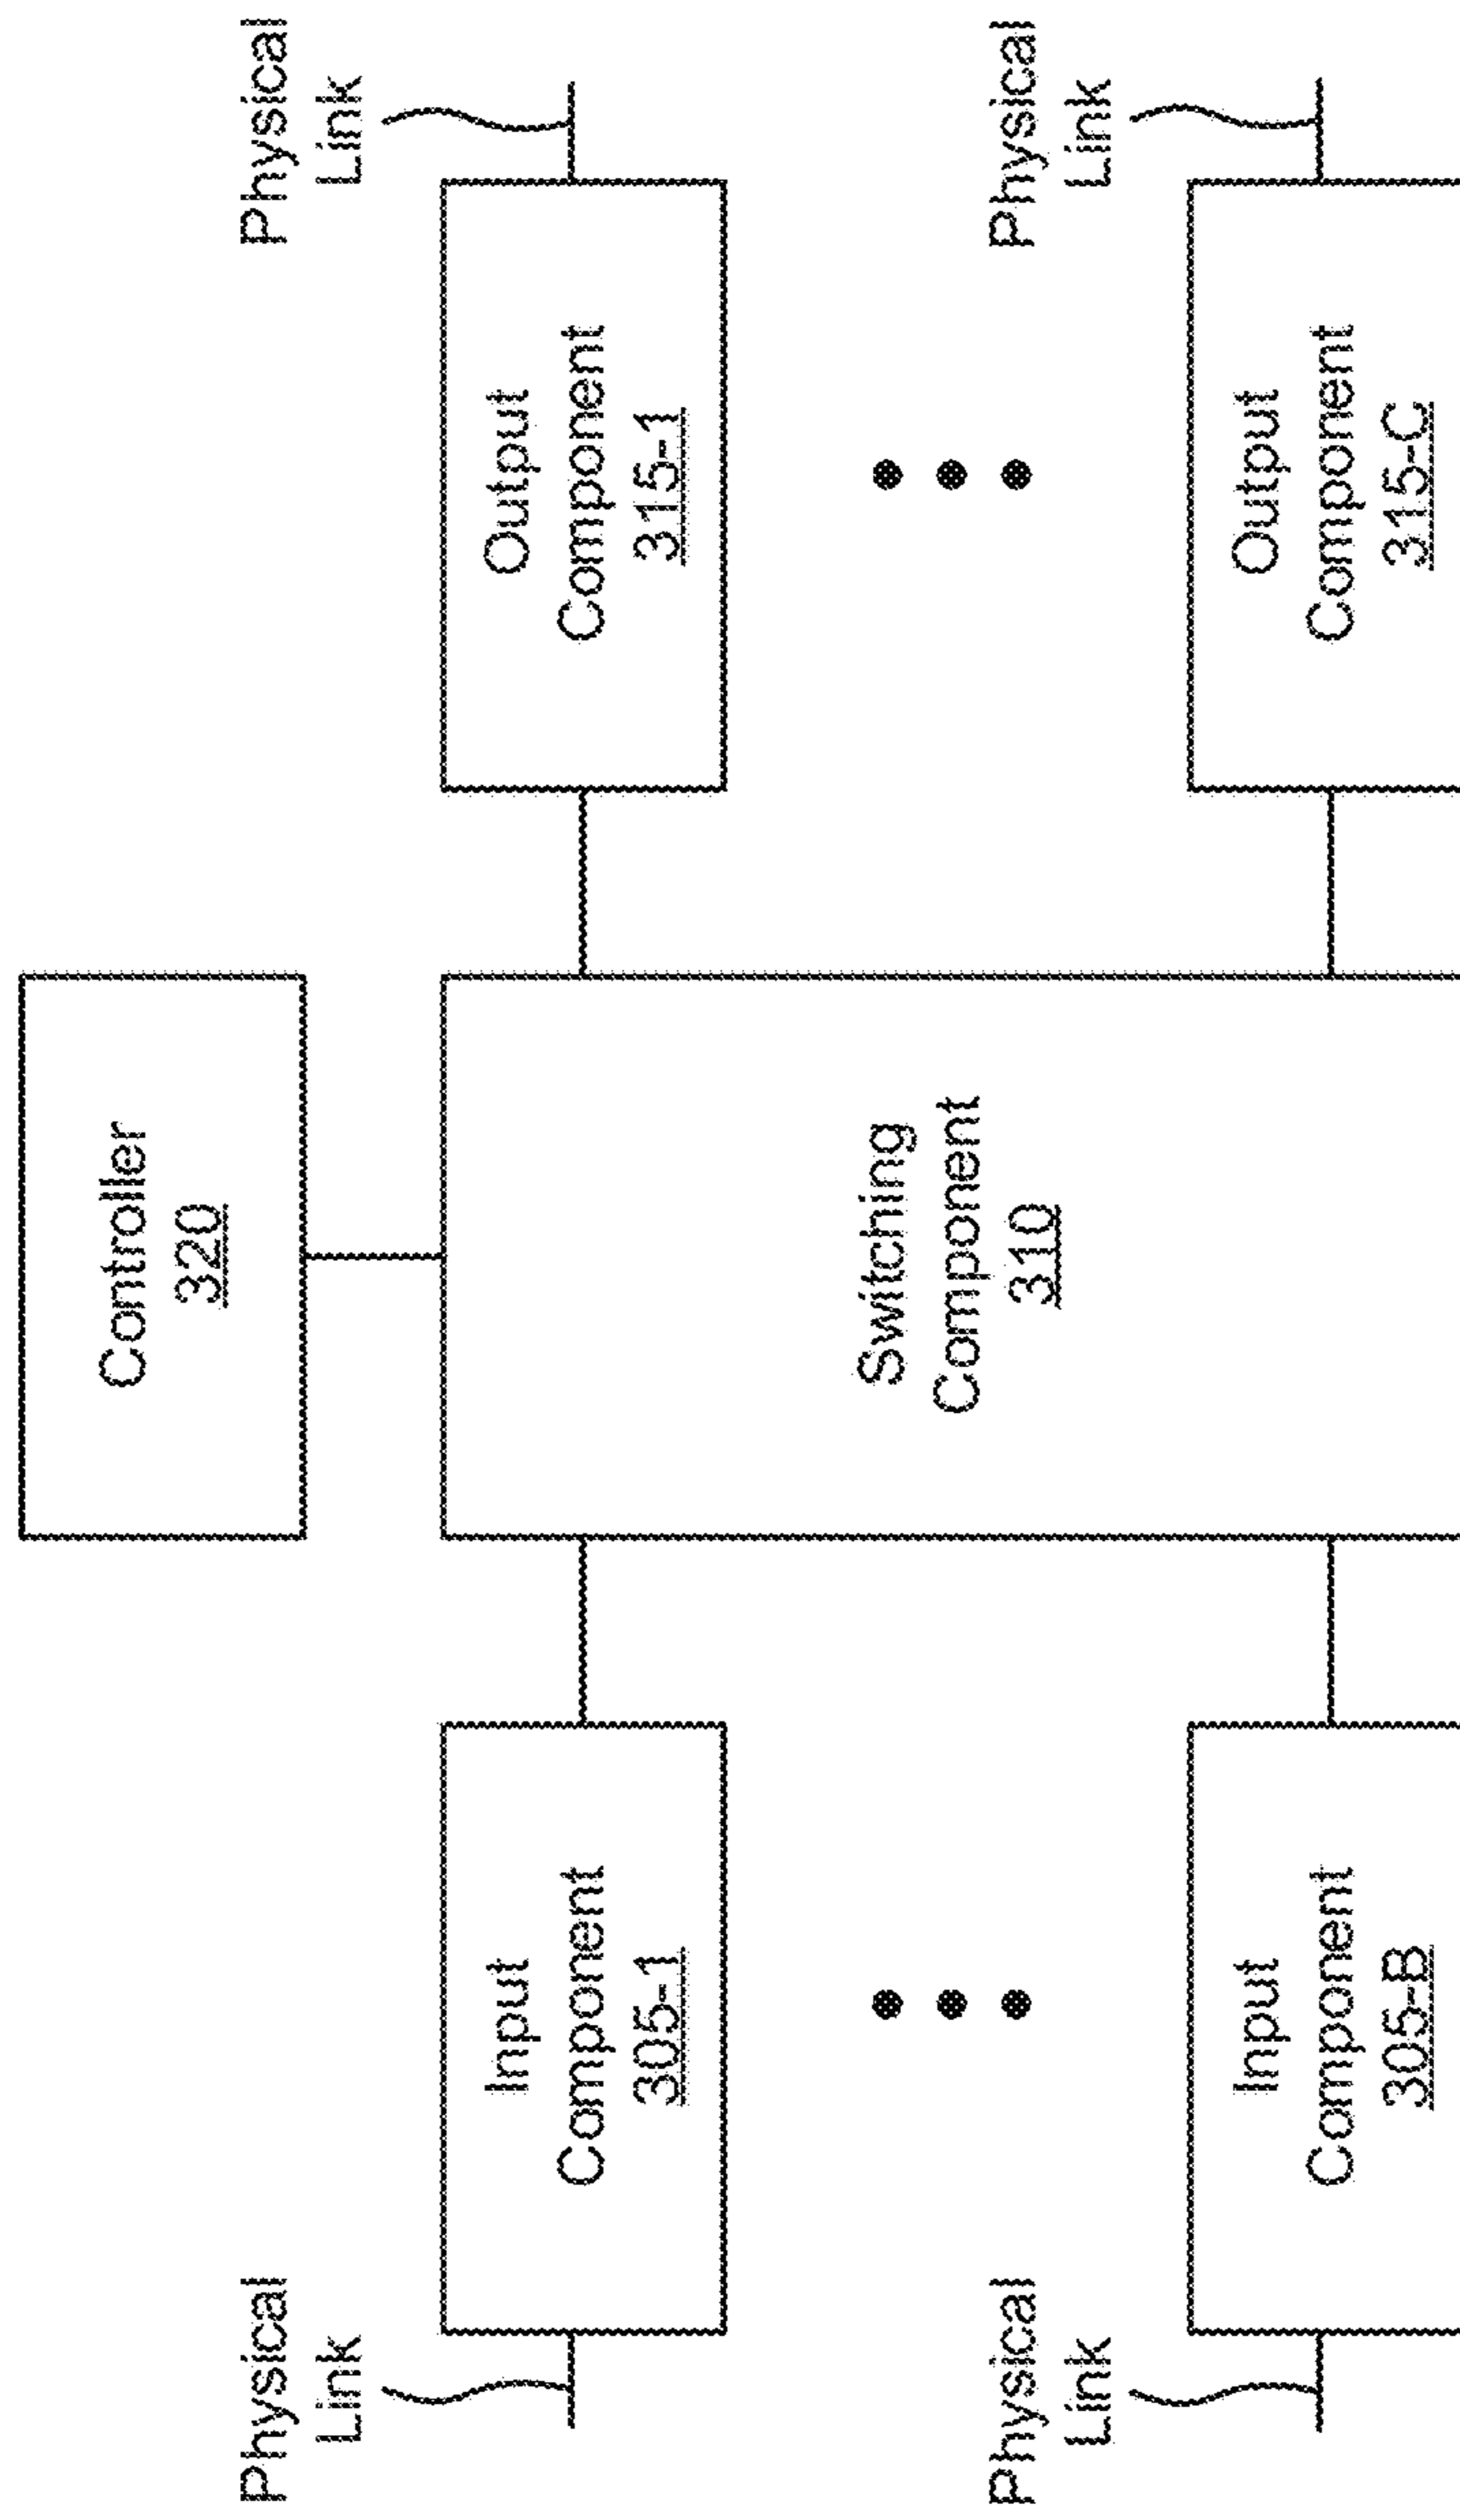 Controller
320
Physical
Link
Physical
Link
Input
Component
305-1
Switching
Component
310
Output
Component
315-1
Physical
Link
Physical
Link
Input
Component
305-B
Output
Component
315-C